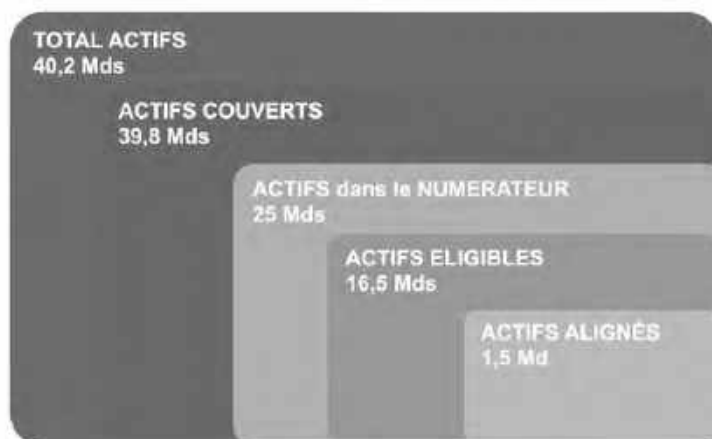 TOTAL ACTIFS
40,2 Mds
ACTIFS COUVERTS
39,8 Mds
ACTIFS dans le NUMERATEUR
25 Mds
ACTIFS ELIGIBLES
16,5 Mds
ACTIFS ALIGNÉS
1,5 Md